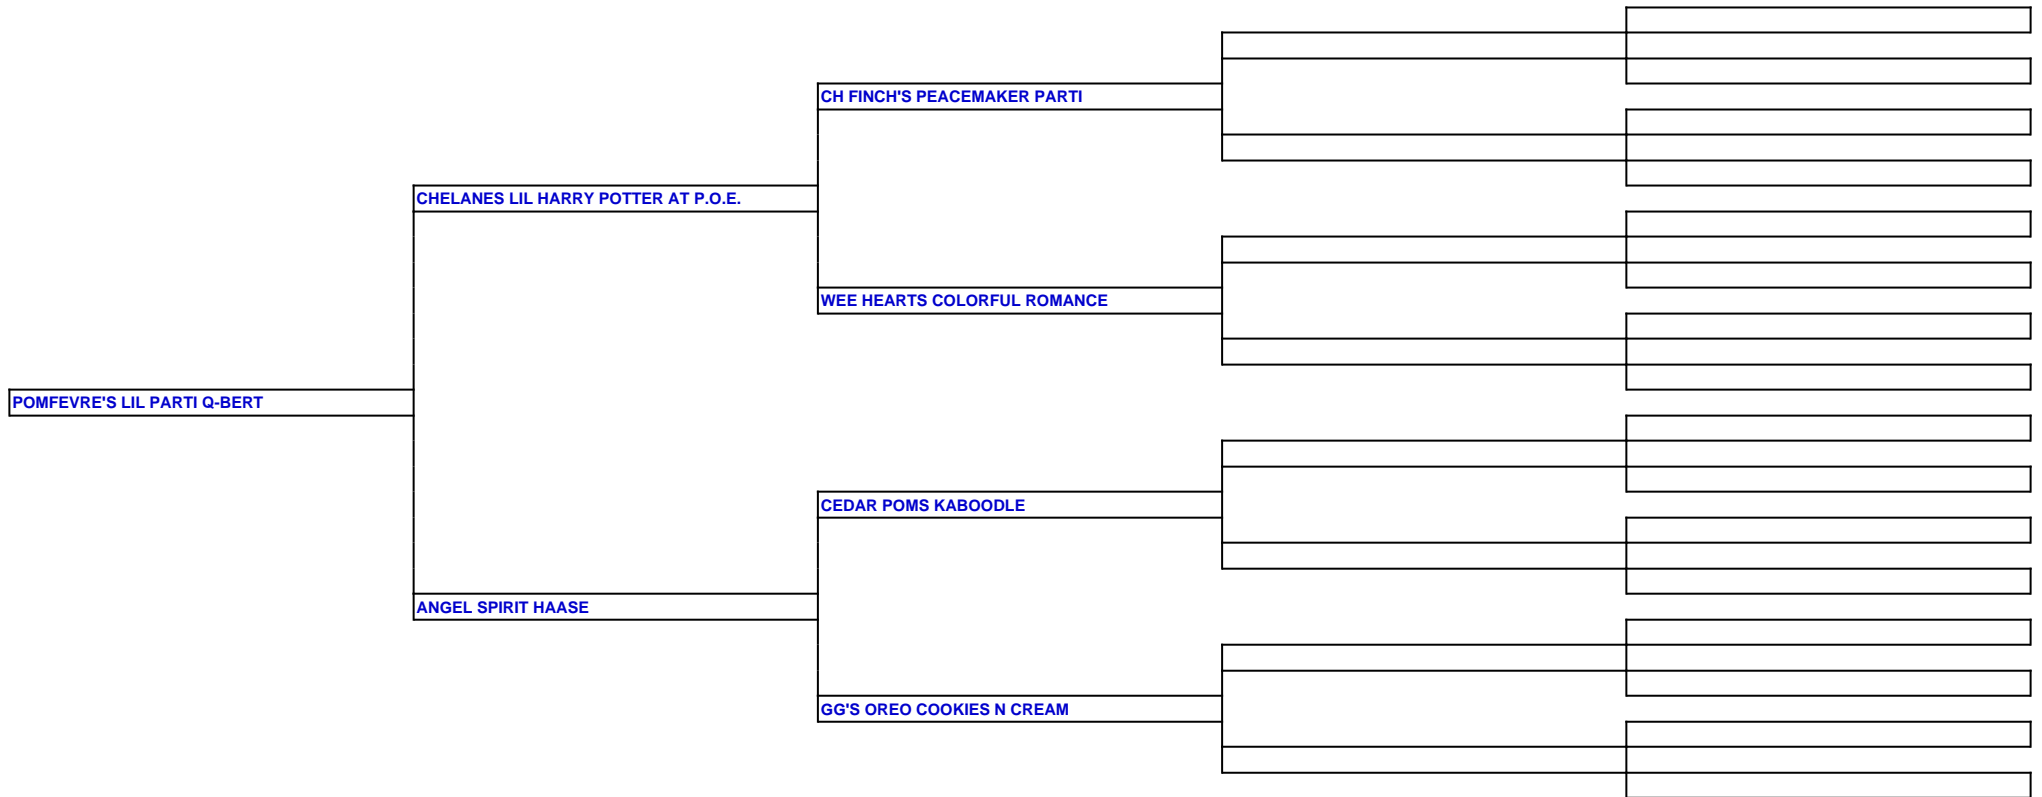 CH FINCH'S PEACEMAKER PARTI
CHELANES LIL HARRY POTTER AT P.O.E.
WEE HEARTS COLORFUL ROMANCE
POMFEVRE'S LIL PARTI Q-BERT
CEDAR POMS KABOODLE
ANGEL SPIRIT HAASE
GG'S OREO COOKIES N CREAM